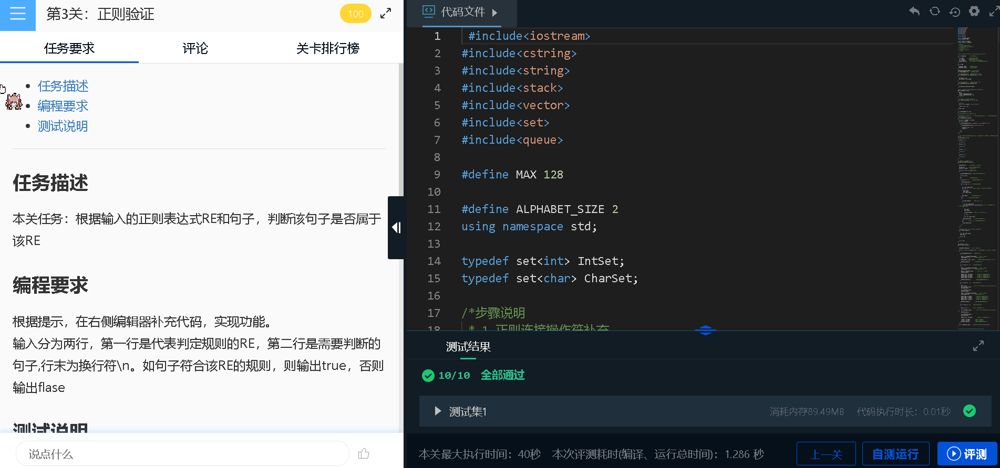 第3关：正则验证
100
任务要求
评论
关卡排行榜
任务描述
编程要求
测试说明
任务描述
本关任务：根据输入的正则表达式RE和句子，判断该句子是否属于
该RE
编程要求
根据提示，在右侧编辑器补充代码，实现功能。
输入分为两行，第一行是代表判定规则的RE，第二行是需要判断的
句子,行末为换行符\n。如句子符合该RE的规则，则输出true，否则
输出flase
测试说明
说点什么
代码文件
1 #include<iostream>
2 #include<cstring>
3 #include<string>
4 #include<stack>
5 #include<vector>
6 #include<set>
7 #include<queue>
8
9 #define MAX 128
10
11 #define ALPHABET_SIZE 2
12 using namespace std;
13
14 typedef set<int> IntSet;
15 typedef set<char> CharSet;
16
17 /*步骤说明
18 * 1 正则连接操作符补充
测试结果
10/10 全部通过
测试集1
消耗内存89.49MB 代码执行时长：0.01秒
本关最大执行时间：40秒 本次评测耗时(编译、运行总时间)：1.286 秒
上一关
自测运行
评测